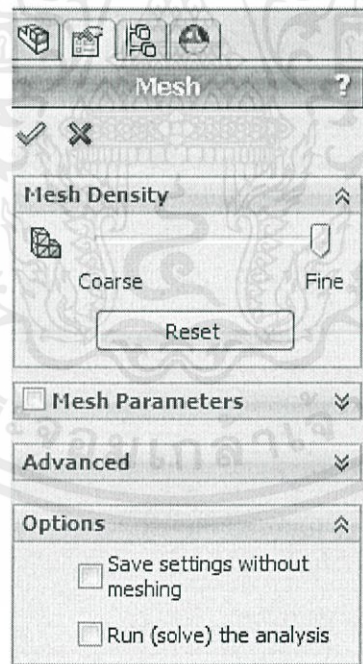 Mesh ?
Mesh Density
Coarse Fine
Reset
Mesh Parameters
Advanced
Options
Save settings without
meshing
Run (solve) the analysis